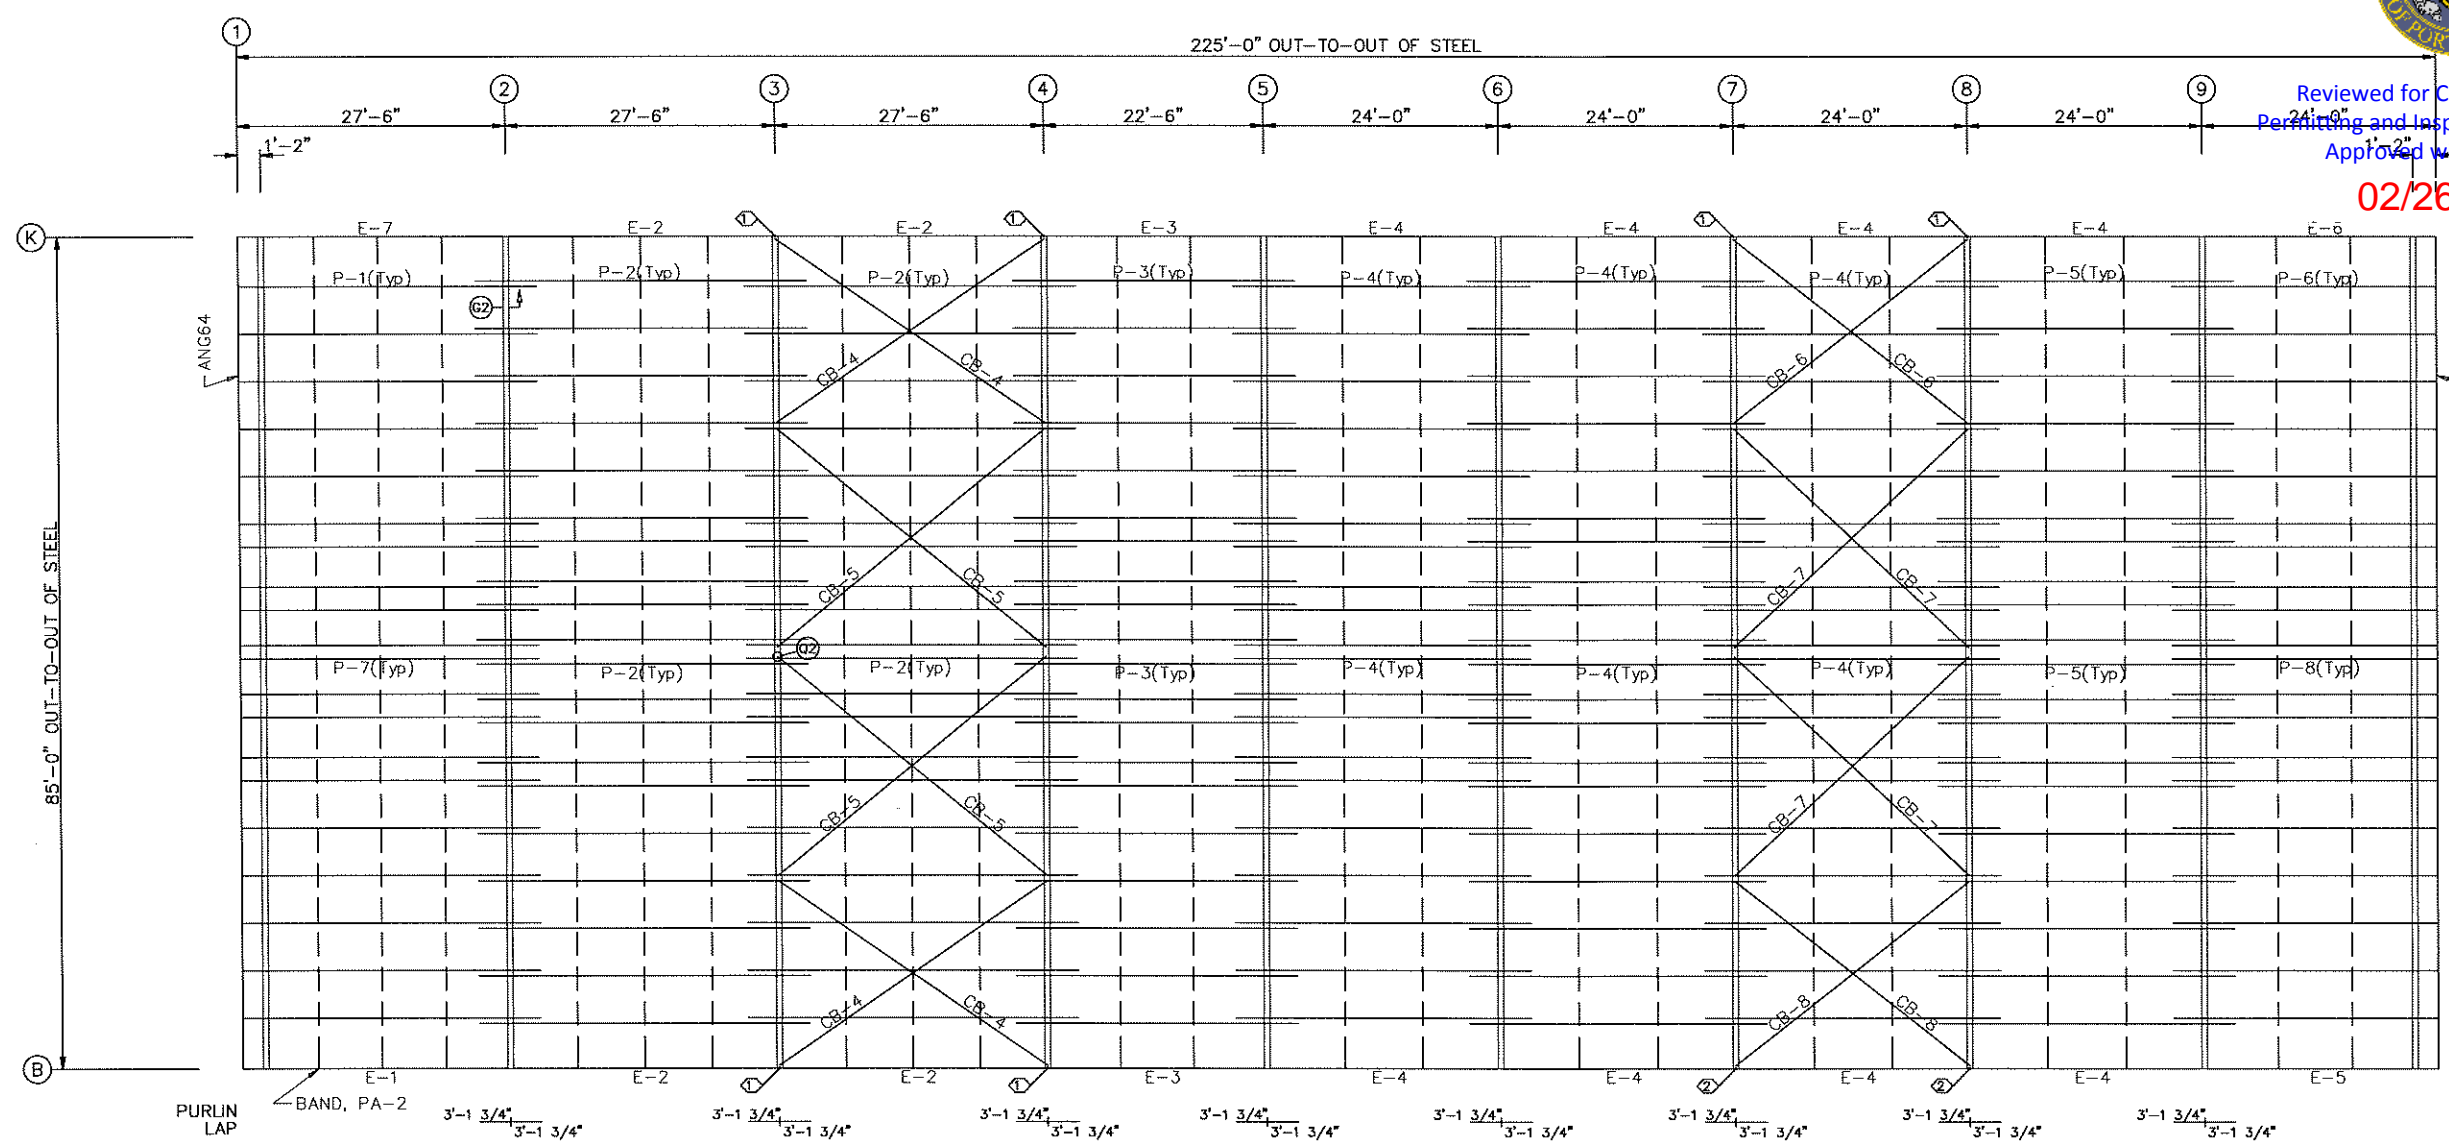 OF PORT
1
225'-0" OUT-TO-OUT OF STEEL
2 3 4 5 6 7 8 9
Reviewed for C
27'-6" 27'-6" 27'-6" 22'-6" 24'-0" 24'-0" 24'-0" 24'-0" 24'-0"
Permitting and Insp
1'-2" 1'-2"
Approved w
02/26
K
E-7 E-2 E-2 E-3 E-4 E-4 E-4 E-4 E-6
1 1 1 1
P-1(Typ) P-2(Typ) P-2(Typ) P-3(Typ) P-4(Typ) P-4(Typ) P-4(Typ) P-5(Typ) P-6(Typ)
G2
ANG64
CB-4 CB-4 CB-6 CB-6
85'-0" OUT-TO-OUT OF STEEL
CB-5 CB-5 CB-7 CB-7
Q2
P-7(Typ) P-2(Typ) P-2(Typ) P-3(Typ) P-4(Typ) P-4(Typ) P-4(Typ) P-5(Typ) P-8(Typ)
CB-5 CB-5 CB-7 CB-7
CB-4 CB-4 CB-8 CB-8
B
E-1 E-2 E-2 E-3 E-4 E-4 E-4 E-4 E-5
1 1 2 2
BAND, PA-2
PURLIN
LAP
3'-1 3/4" 3'-1 3/4" 3'-1 3/4" 3'-1 3/4" 3'-1 3/4" 3'-1 3/4" 3'-1 3/4" 3'-1 3/4"
3'-1 3/4" 3'-1 3/4" 3'-1 3/4" 3'-1 3/4" 3'-1 3/4" 3'-1 3/4" 3'-1 3/4" 3'-1 3/4"